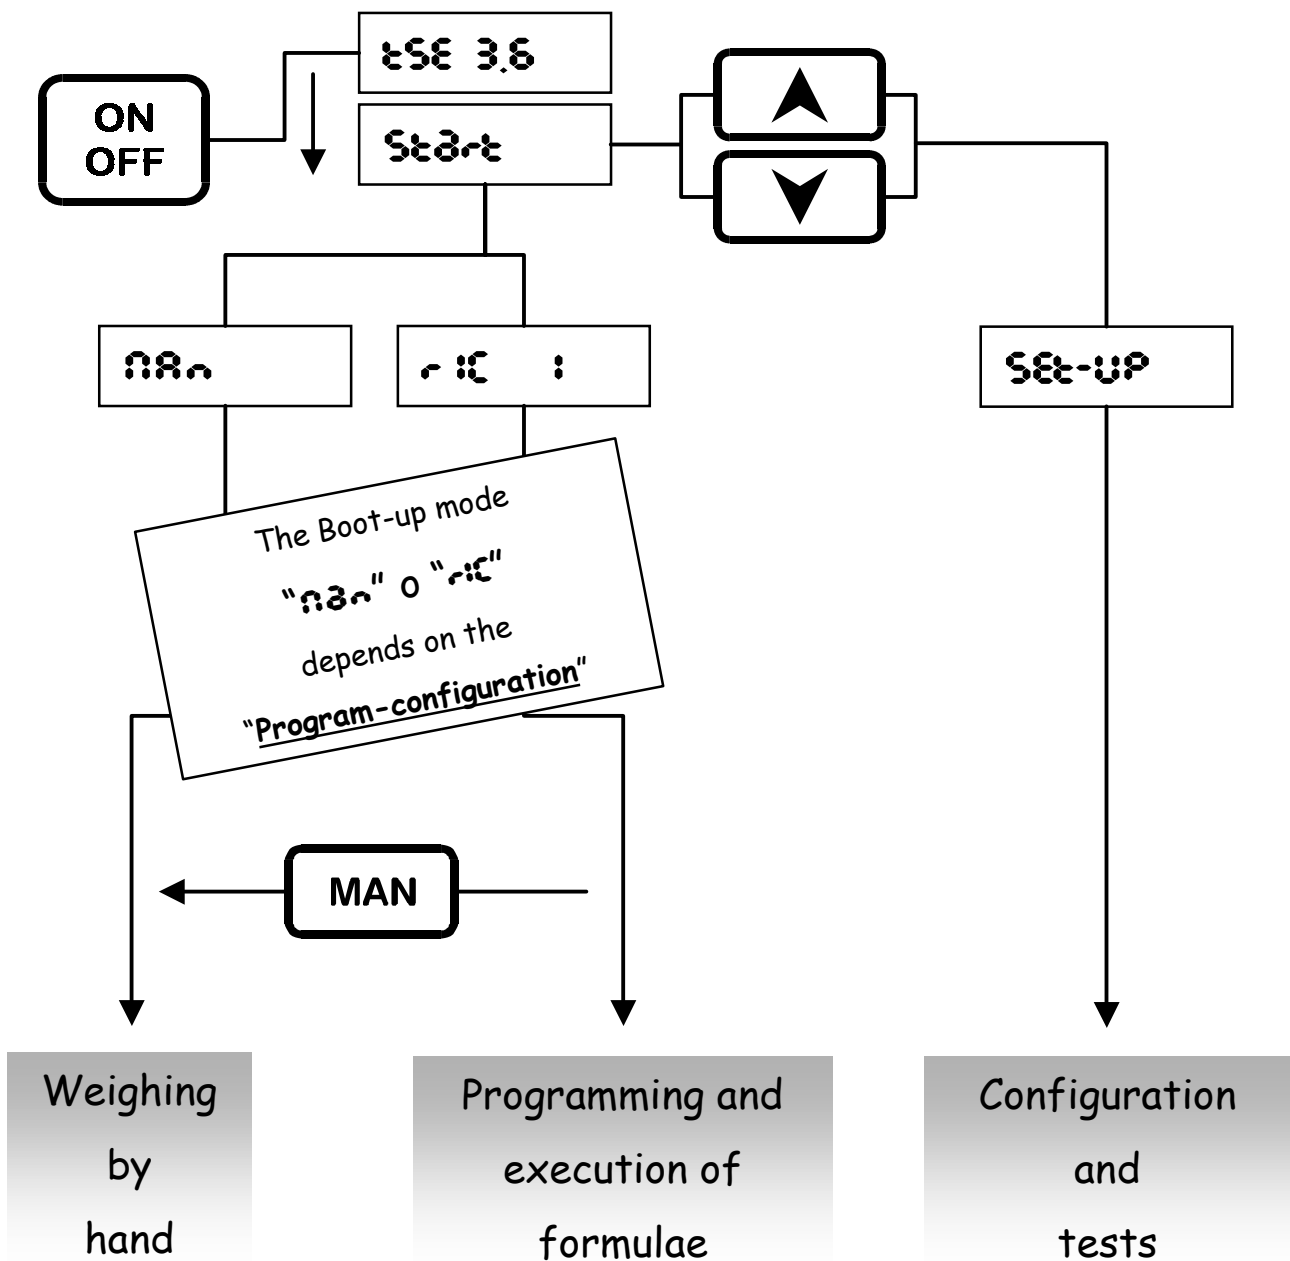 tSE 3.6
ON
OFF
Start
MAn
rIC 1
SEt-UP
The Boot-up mode
“Man” o “rIC”
depends on the
“Program-configuration”
MAN
Weighing
by
hand
Programming and
execution of
formulae
Configuration
and
tests